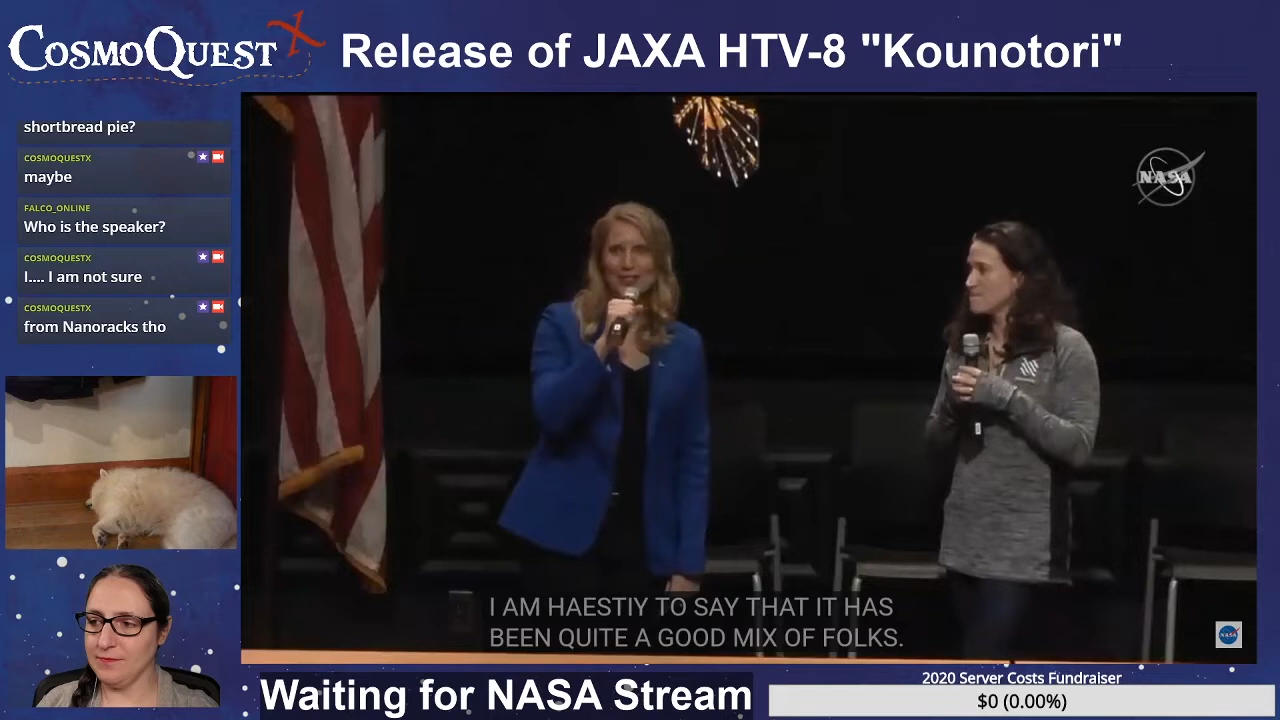 COSMOQUEST X
Release of JAXA HTV-8 "Kounotori"
shortbread pie?
COSMOQUESTX
maybe
FALCO_ONLINE
Who is the speaker?
COSMOQUESTX
I.... I am not sure
COSMOQUESTX
from Nanoracks tho
NASA
I AM HAESTIY TO SAY THAT IT HAS
BEEN QUITE A GOOD MIX OF FOLKS.
NASA
Waiting for NASA Stream
2020 Server Costs Fundraiser
$0 (0.00%)